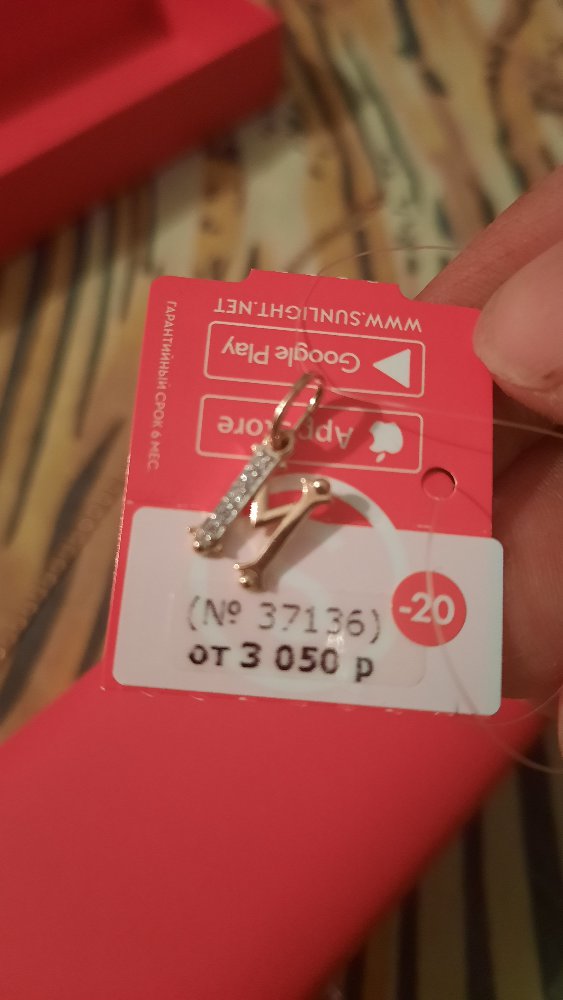 WWW.SUNLIGHT.NET
Google Play
App Store
ГАРАНТИЙНЫЙ СРОК 6 МЕС.
(№ 37136)
-20
от 3 050 р